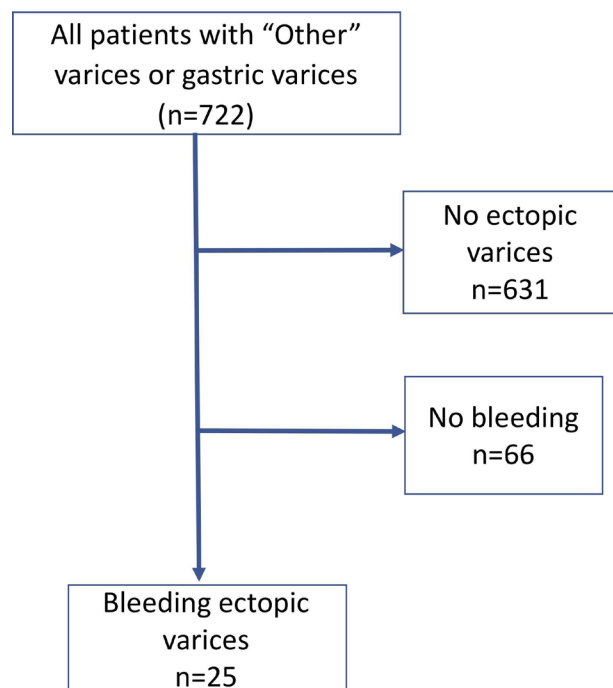 All patients with “Other”
varices or gastric varices
(n=722)
No ectopic
varices
n=631
No bleeding
n=66
Bleeding ectopic
varices
n=25